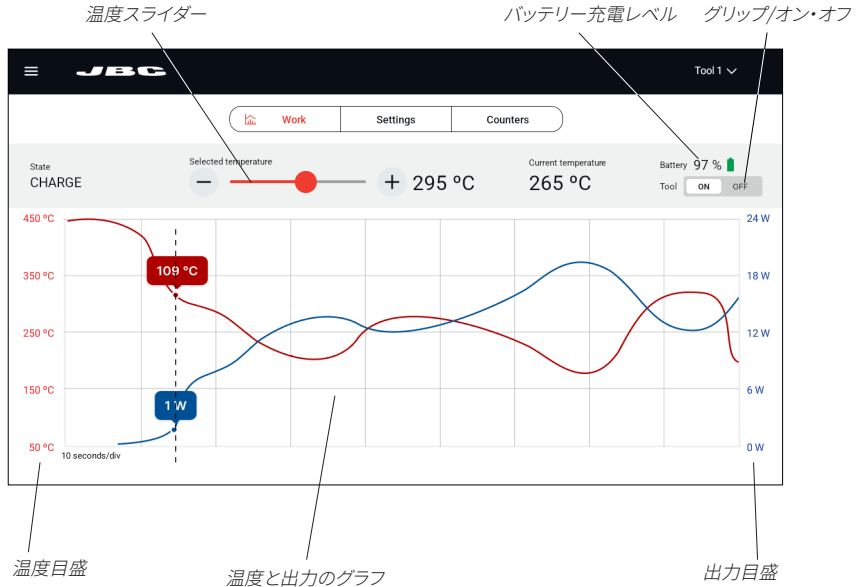 温度スライダー
バッテリー充電レベル
グリップ/オン・オフ
JBC
Tool 1
Work
Settings
Counters
State
CHARGE
Selected temperature
295 ºC
Current temperature
265 ºC
Battery 97 %
Tool ON OFF
450 ºC
24 W
109 ºC
350 ºC
18 W
250 ºC
12 W
150 ºC
6 W
1 W
50 ºC
0 W
10 seconds/div
温度目盛
温度と出力のグラフ
出力目盛